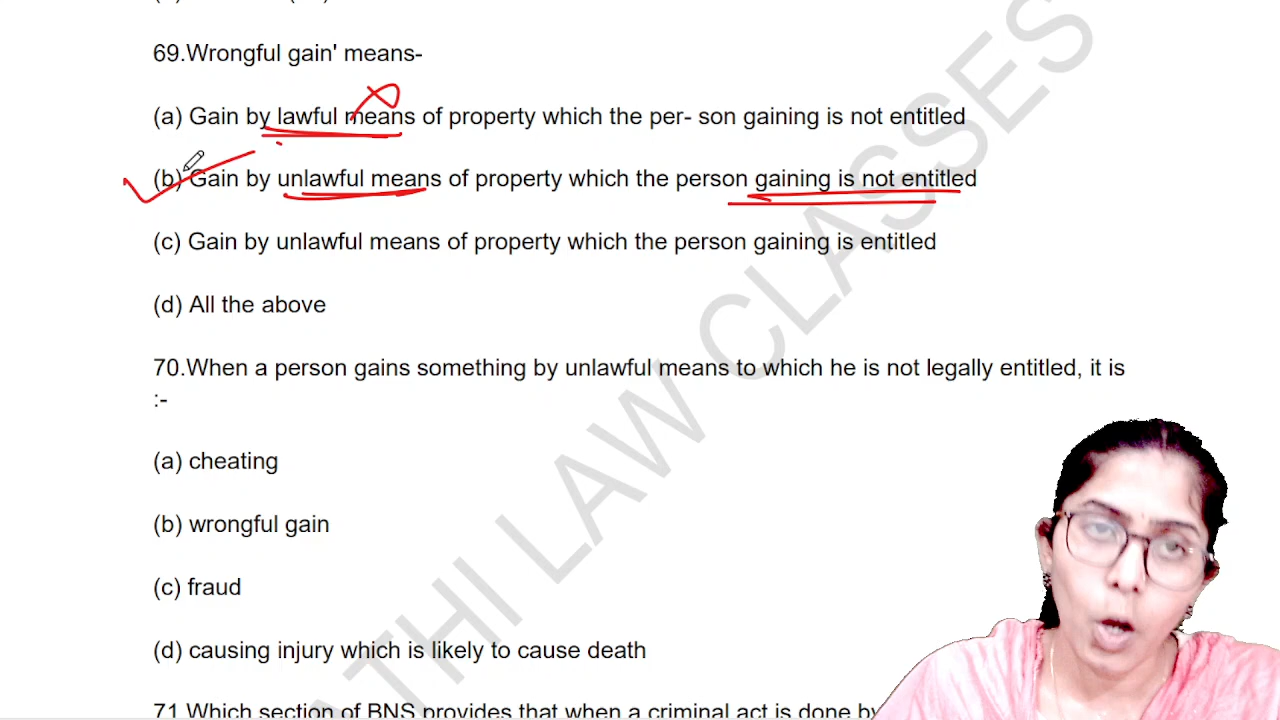 69.Wrongful gain' means-
(a) Gain by lawful means of property which the per- son gaining is not entitled
(b) Gain by unlawful means of property which the person gaining is not entitled
(c) Gain by unlawful means of property which the person gaining is entitled
(d) All the above
70.When a person gains something by unlawful means to which he is not legally entitled, it is
:-
(a) cheating
(b) wrongful gain
(c) fraud
(d) causing injury which is likely to cause death
71.Which section of BNS provides that when a criminal act is done by
ATHI LAW CLASSES